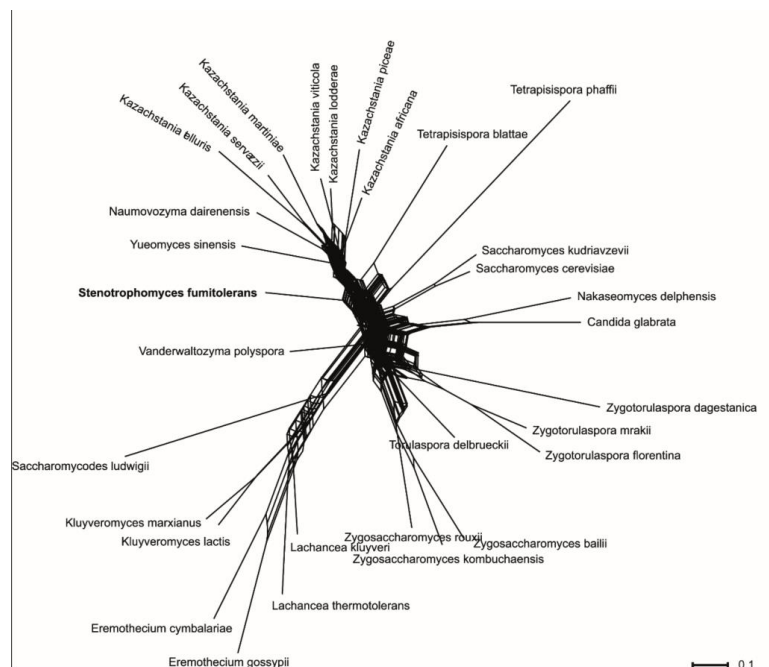 Kazachstania piceae
Kazachstania viticola
Kazachstania lodderae
Kazachstania martiniae
Kazachstania africana
Tetrapisispora phaffii
Kazachstania servazzii
Kazachstania telluris
Tetrapisispora blattae
Naumovozyma dairenensis
Yueomyces sinensis
Saccharomyces kudriavzevii
Saccharomyces cerevisiae
Stenotrophomyces fumitolerans
Nakaseomyces delphensis
Candida glabrata
Vanderwaltozyma polyspora
Zygotorulaspora dagestanica
Zygotorulaspora mrakii
Torulaspora delbrueckii
Zygotorulaspora florentina
Saccharomycodes ludwigii
Kluyveromyces marxianus
Kluyveromyces lactis
Zygosaccharomyces rouxii
Lachancea kluyveri
Zygosaccharomyces bailii
Zygosaccharomyces kombuchaensis
Lachancea thermotolerans
Eremothecium cymbalariae
Eremothecium gossypii
0.1